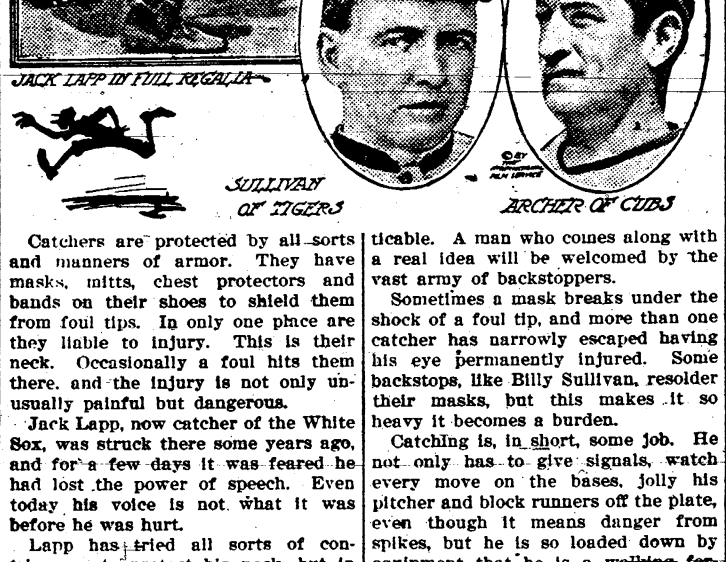 JACK LAPP IN FULL REGALIA
SULLIVAN
OF TIGERS
© BY
THE
FILM SERVICE
ARCHER OF CUBS
Catchers are protected by all sorts
and manners of armor. They have
masks, mitts, chest protectors and
bands on their shoes to shield them
from foul tips. In only one place are
they liable to injury. This is their
neck. Occasionally a foul hits them
there, and the injury is not only un-
usually painful but dangerous.
Jack Lapp, now catcher of the White
Sox, was struck there some years ago,
and for a few days it was feared he
had lost the power of speech. Even
today his voice is not what it was
before he was hurt.
Lapp has tried all sorts of con-
ticable. A man who comes along with
a real idea will be welcomed by the
vast army of backstoppers.
Sometimes a mask breaks under the
shock of a foul tip, and more than one
catcher has narrowly escaped having
his eye permanently injured. Some
backstops, like Billy Sullivan, resolder
their masks, but this makes it so
heavy it becomes a burden.
Catching is, in short, some job. He
not only has to give signals, watch
every move on the bases, jolly his
pitcher and block runners off the plate,
even though it means danger from
spikes, but he is so loaded down by
equipment that he is a walking for-